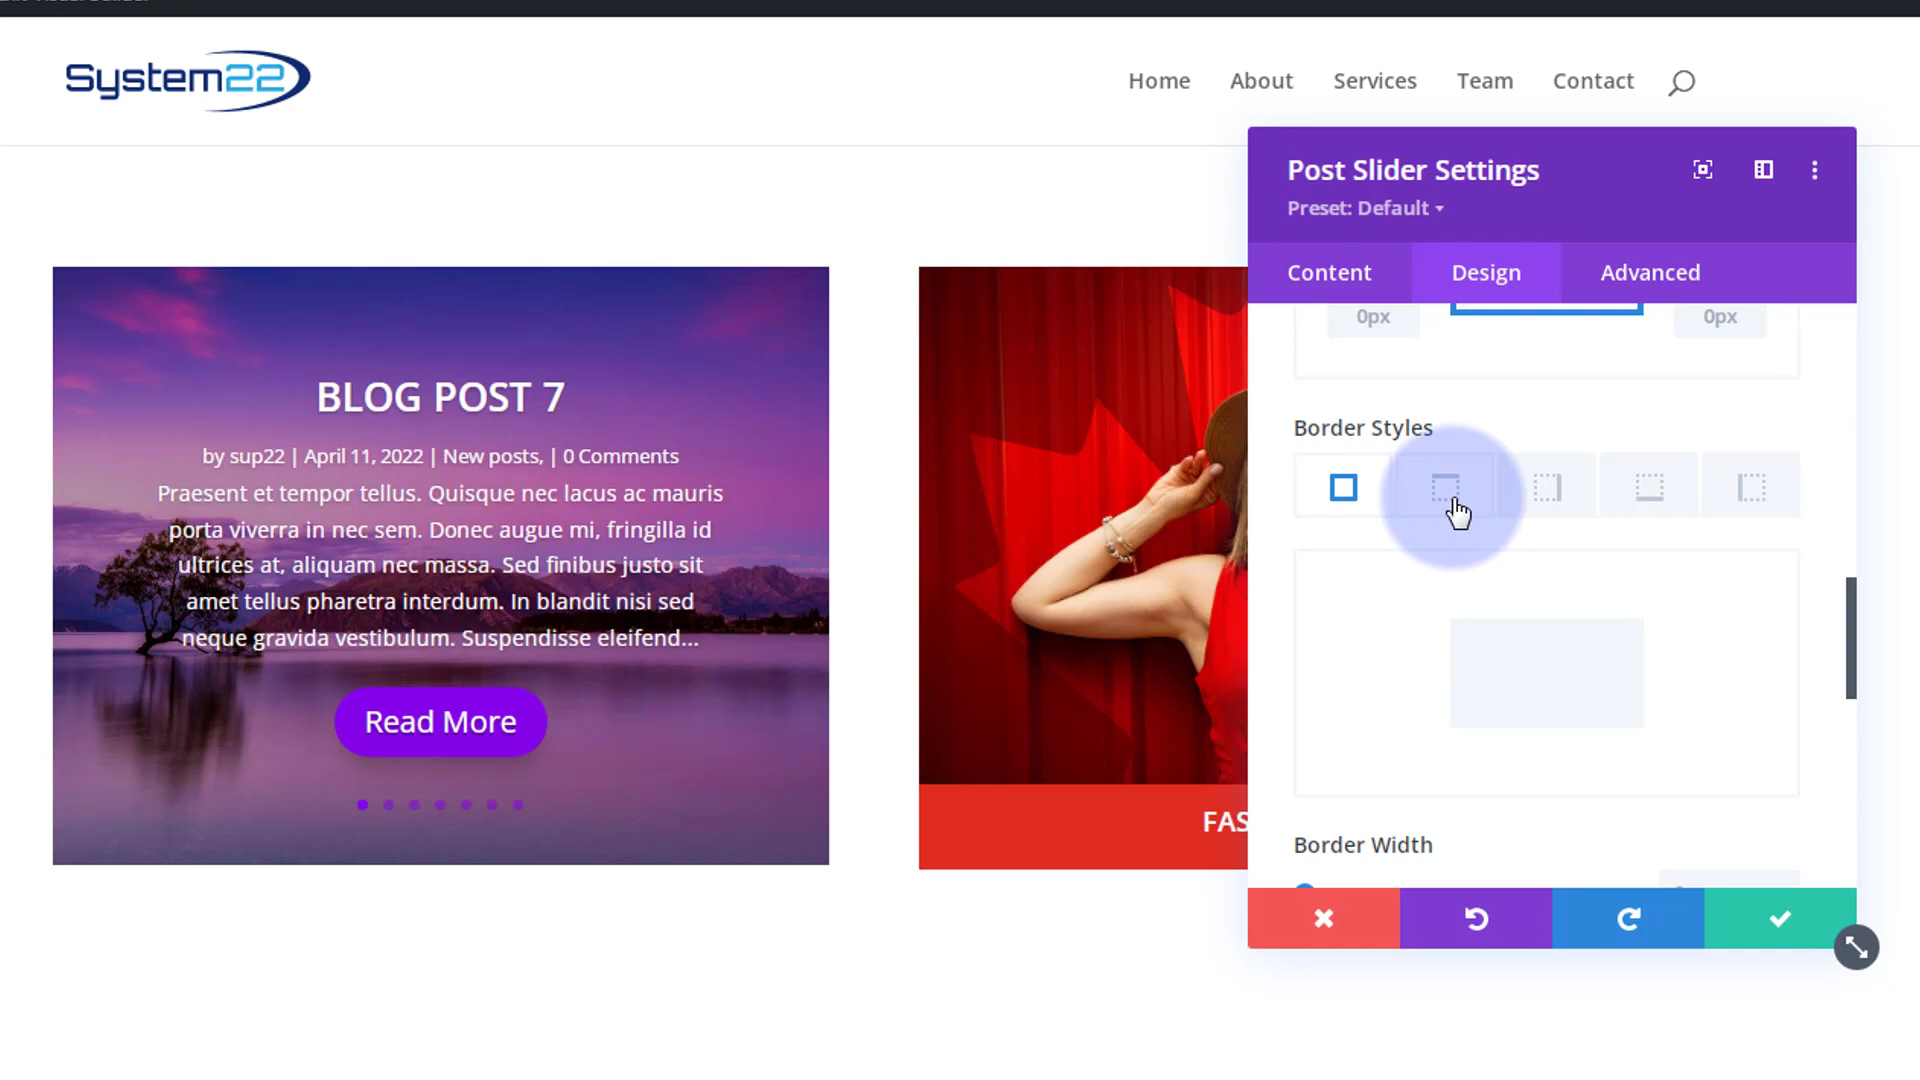 System22
Home
About
Services
Team
Contact
Post Slider Settings
Preset: Default
Content
Design
Advanced
0px
0px
Border Styles
Border Width
BLOG POST 7
by sup22 | April 11, 2022 | New posts, | 0 Comments
Praesent et tempor tellus. Quisque nec lacus ac mauris
porta viverra in nec sem. Donec augue mi, fringilla id
ultrices at, aliquam nec massa. Sed finibus justo sit
amet tellus pharetra interdum. In blandit nisi sed
neque gravida vestibulum. Suspendisse eleifend...
Read More
FAS